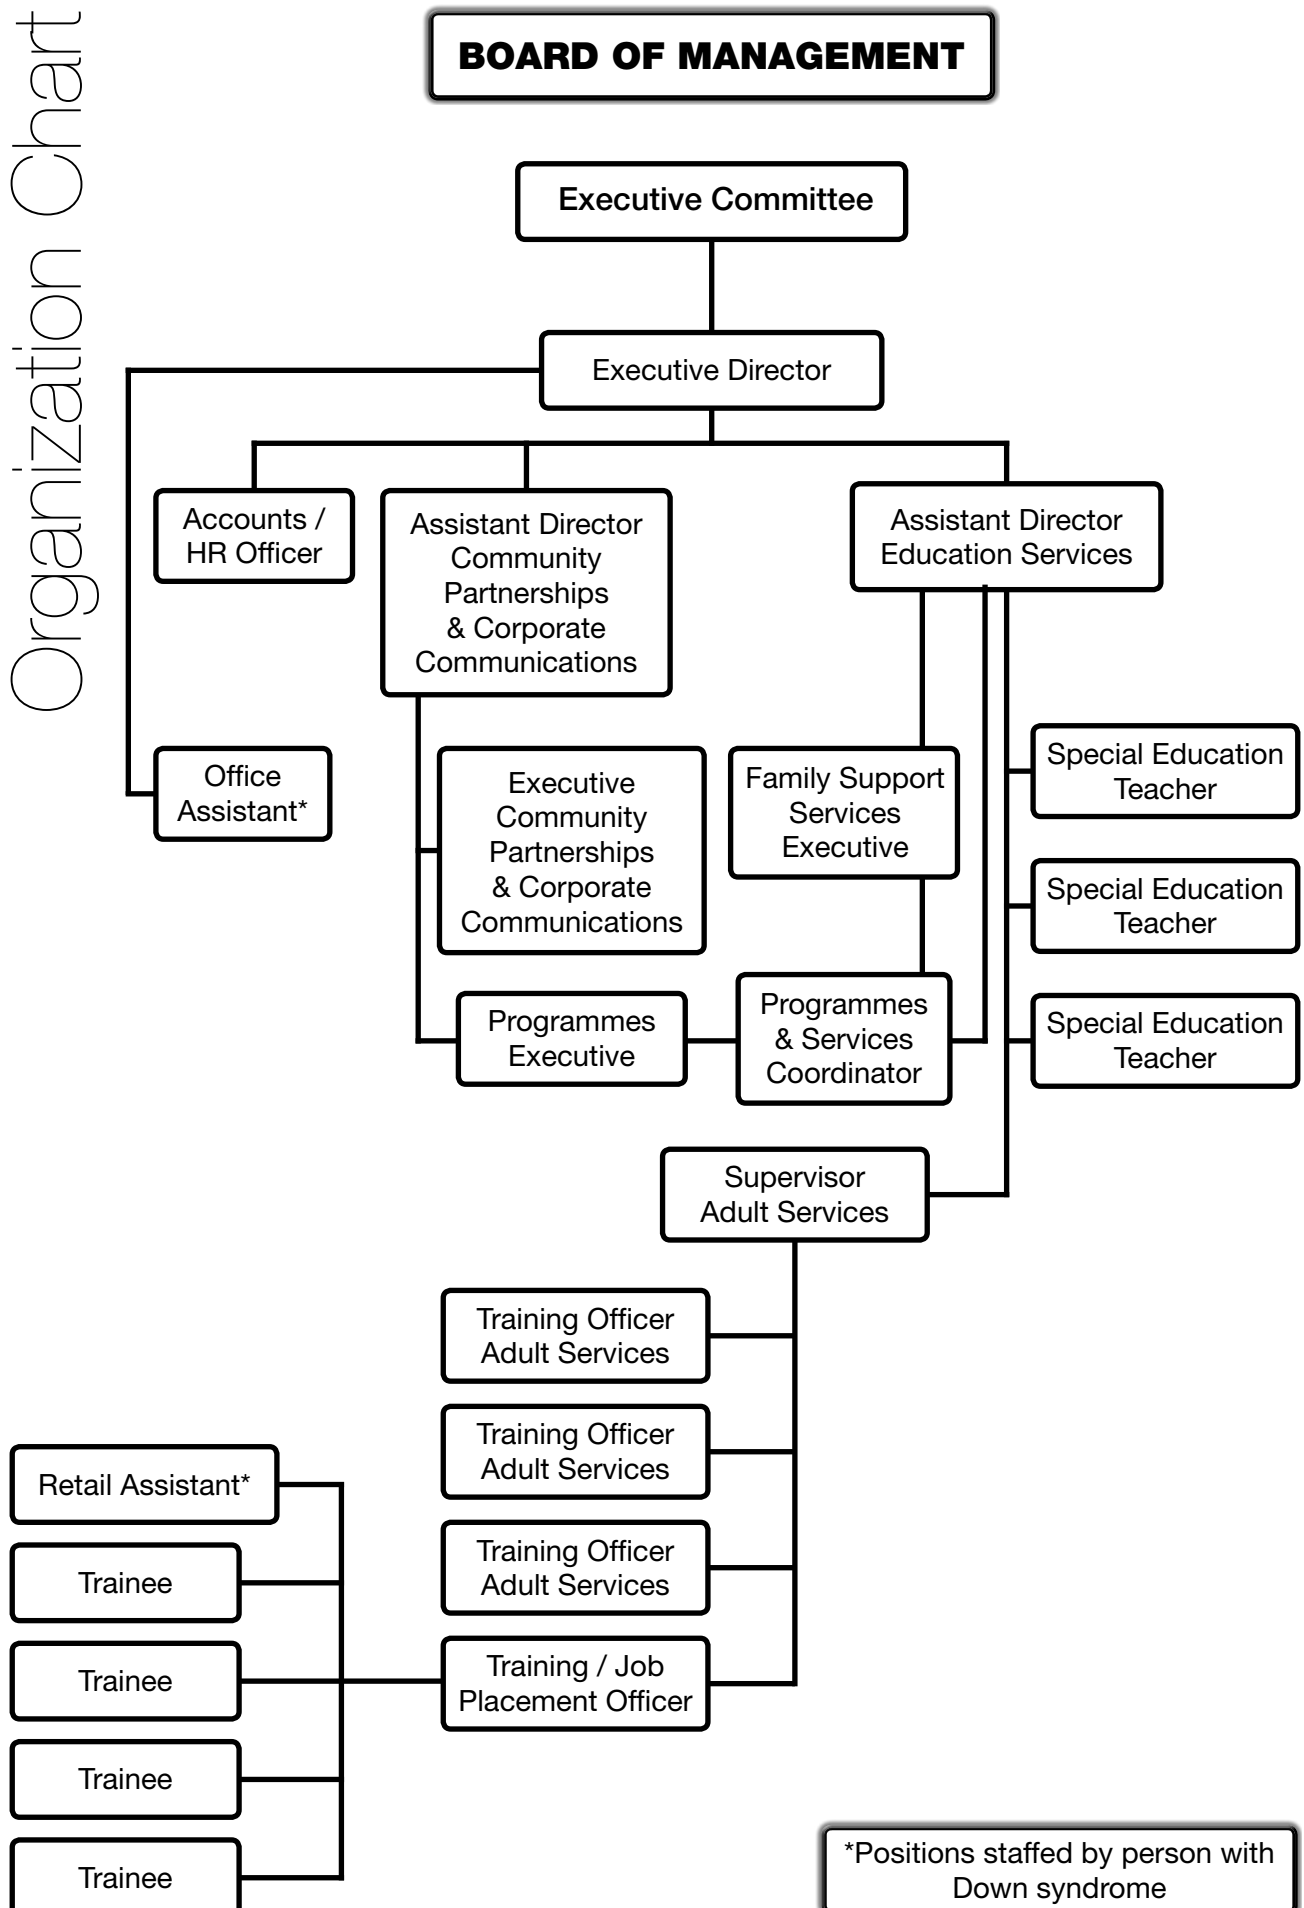 Organization Chart
BOARD OF MANAGEMENT
Executive Committee
Executive Director
Accounts /
HR Officer
Assistant Director
Community
Partnerships
& Corporate
Communications
Assistant Director
Education Services
Office
Assistant*
Executive
Community
Partnerships
& Corporate
Communications
Family Support
Services
Executive
Special Education
Teacher
Special Education
Teacher
Special Education
Teacher
Programmes
Executive
Programmes
& Services
Coordinator
Supervisor
Adult Services
Training Officer
Adult Services
Training Officer
Adult Services
Training Officer
Adult Services
Training / Job
Placement Officer
Retail Assistant*
Trainee
Trainee
Trainee
Trainee
*Positions staffed by person with
Down syndrome